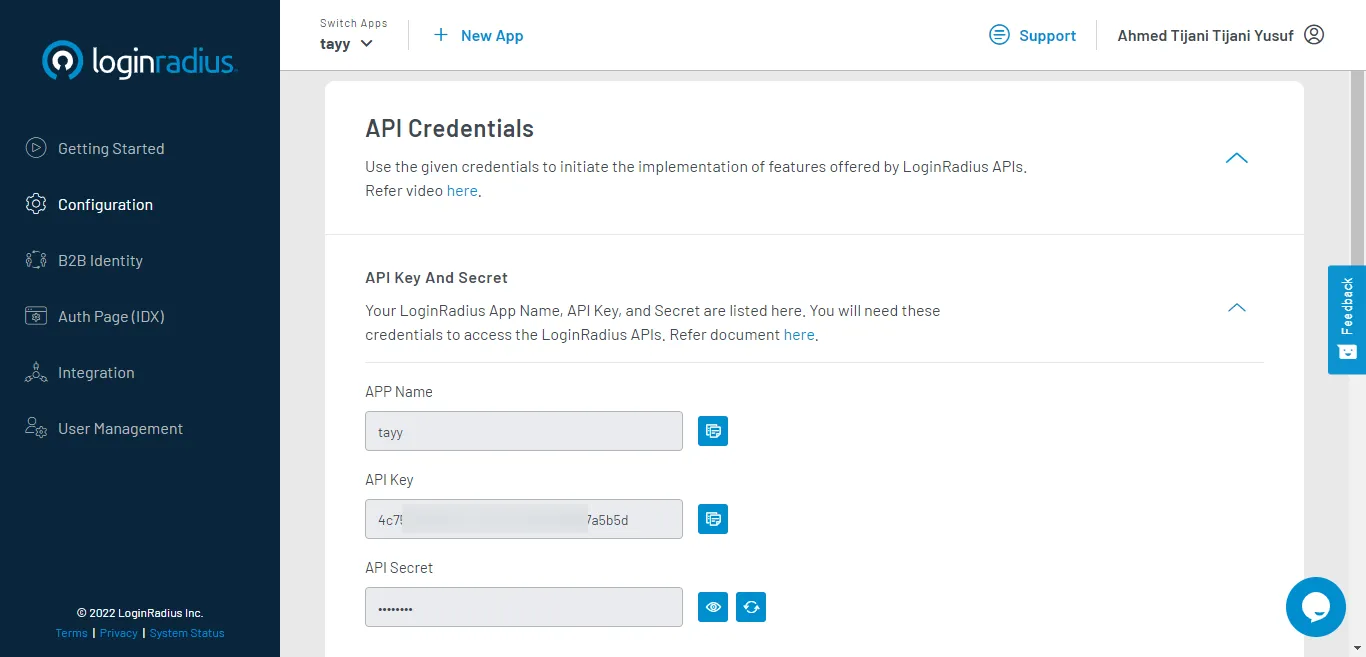 loginradius
Getting Started
Configuration
B2B Identity
Auth Page (IDX)
Integration
User Management
© 2022 LoginRadius Inc.
Terms | Privacy | System Status
Switch Apps
tayy
+ New App
Support
Ahmed Tijani Tijani Yusuf
API Credentials
Use the given credentials to initiate the implementation of features offered by LoginRadius APIs.
Refer video here.
API Key And Secret
Your LoginRadius App Name, API Key, and Secret are listed here. You will need these
credentials to access the LoginRadius APIs. Refer document here.
APP Name
tayy
API Key
4c75 7a5b5d
API Secret
••••••••
Feedback